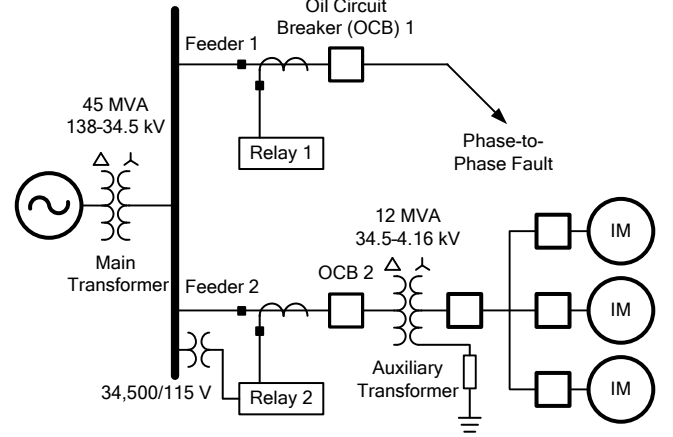 Oil Circuit
Breaker (OCB) 1
Feeder 1
45 MVA
138-34.5 kV
Relay 1
Phase-to-
Phase Fault
12 MVA
34.5-4.16 kV
IM
Main
Transformer
Feeder 2
OCB 2
IM
Auxiliary
Transformer
34,500/115 V
Relay 2
IM